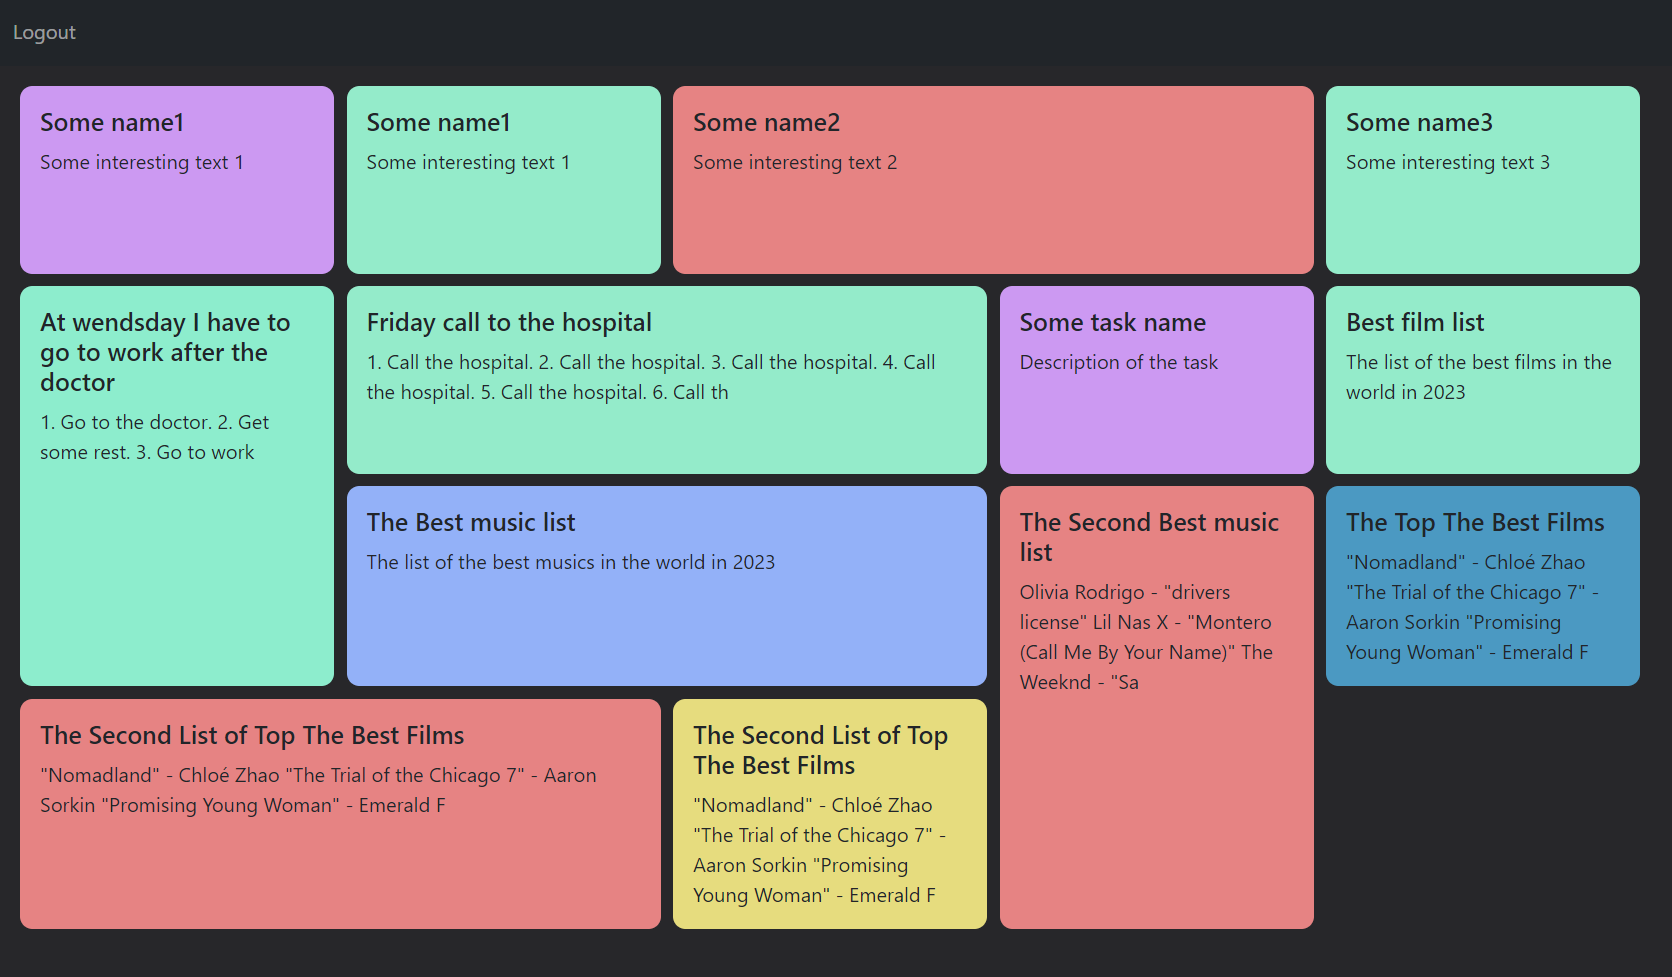 Logout
Some name1
Some interesting text 1
Some name1
Some interesting text 1
Some name2
Some interesting text 2
Some name3
Some interesting text 3
At wendsday I have to
go to work after the
doctor
1. Go to the doctor. 2. Get
some rest. 3. Go to work
Friday call to the hospital
1. Call the hospital. 2. Call the hospital. 3. Call the hospital. 4. Call
the hospital. 5. Call the hospital. 6. Call th
Some task name
Description of the task
Best film list
The list of the best films in the
world in 2023
The Best music list
The list of the best musics in the world in 2023
The Second Best music
list
Olivia Rodrigo - "drivers
license" Lil Nas X - "Montero
(Call Me By Your Name)" The
Weeknd - "Sa
The Top The Best Films
"Nomadland" - Chloé Zhao
"The Trial of the Chicago 7" -
Aaron Sorkin "Promising
Young Woman" - Emerald F
The Second List of Top The Best Films
"Nomadland" - Chloé Zhao "The Trial of the Chicago 7" - Aaron
Sorkin "Promising Young Woman" - Emerald F
The Second List of Top
The Best Films
"Nomadland" - Chloé Zhao
"The Trial of the Chicago 7" -
Aaron Sorkin "Promising
Young Woman" - Emerald F